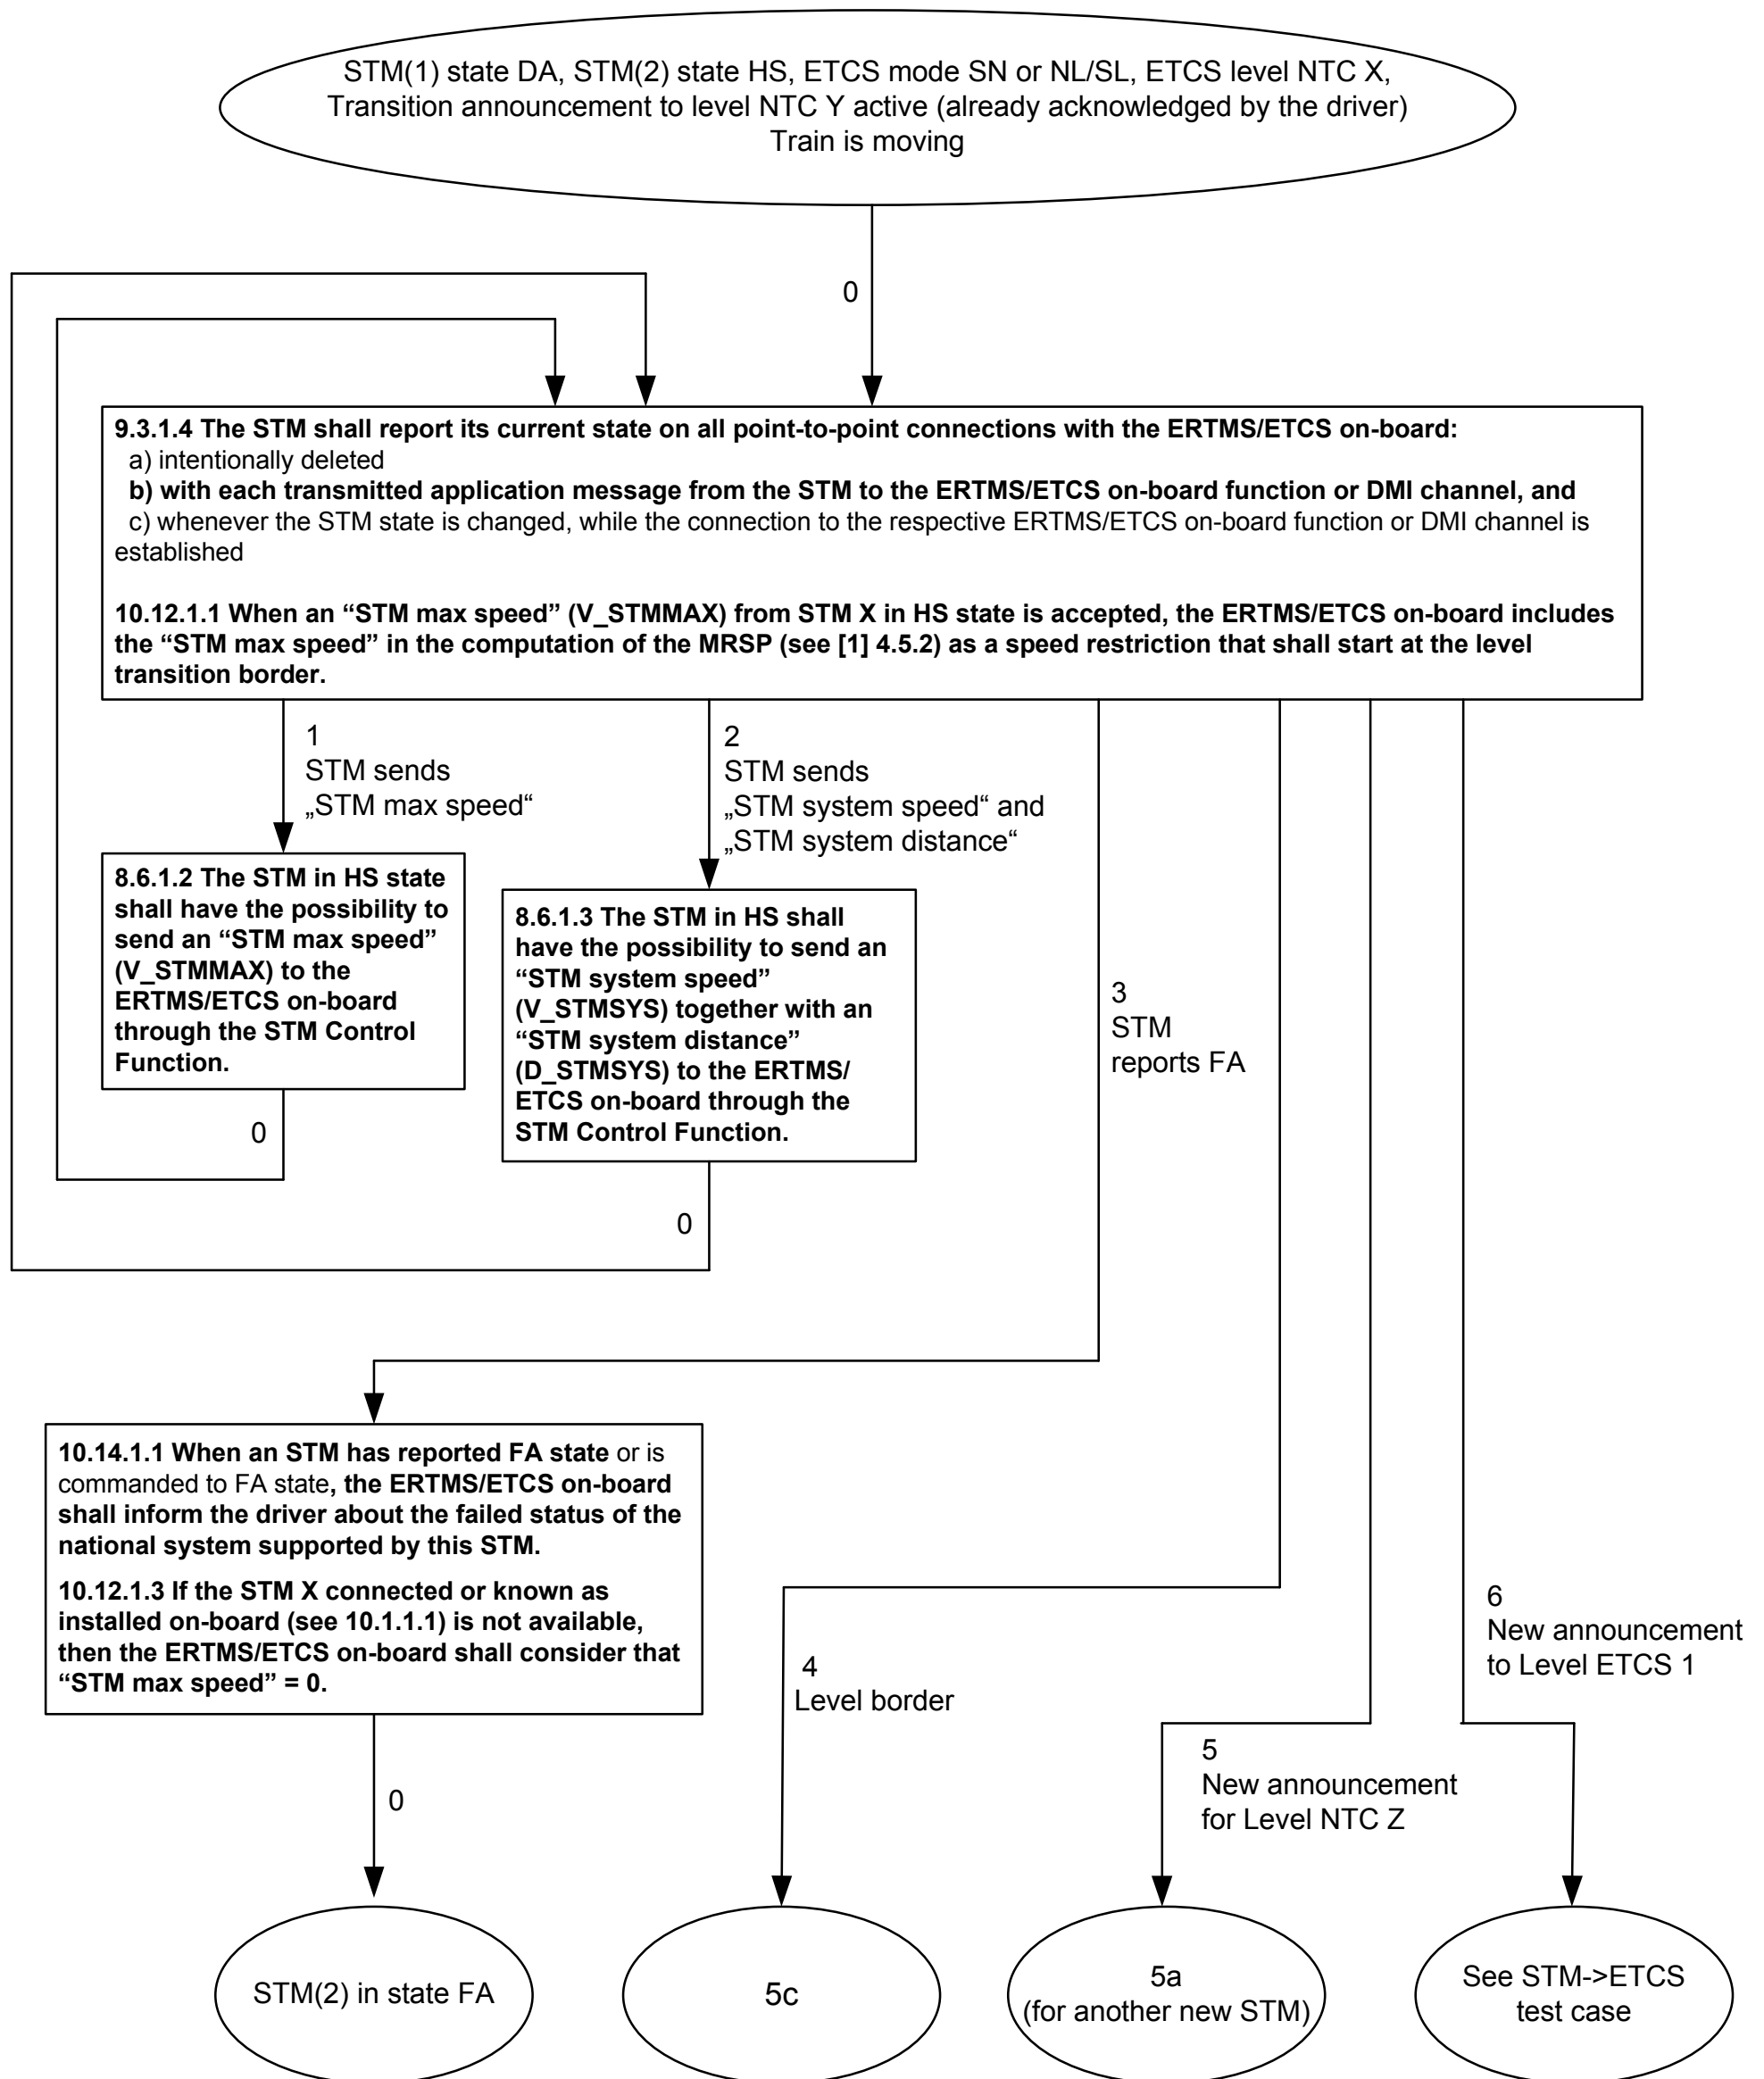 STM(1) state DA, STM(2) state HS, ETCS mode SN or NL/SL, ETCS level NTC X,
Transition announcement to level NTC Y active (already acknowledged by the driver)
Train is moving
0
9.3.1.4 The STM shall report its current state on all point-to-point connections with the ERTMS/ETCS on-board:
a) intentionally deleted
b) with each transmitted application message from the STM to the ERTMS/ETCS on-board function or DMI channel, and
c) whenever the STM state is changed, while the connection to the respective ERTMS/ETCS on-board function or DMI channel is
established
10.12.1.1 When an “STM max speed” (V_STMMAX) from STM X in HS state is accepted, the ERTMS/ETCS on-board includes
the “STM max speed” in the computation of the MRSP (see [1] 4.5.2) as a speed restriction that shall start at the level
transition border.
1
STM sends
„STM max speed“
2
STM sends
„STM system speed“ and
„STM system distance“
8.6.1.2 The STM in HS state
shall have the possibility to
send an “STM max speed”
(V_STMMAX) to the
ERTMS/ETCS on-board
through the STM Control
Function.
0
8.6.1.3 The STM in HS shall
have the possibility to send an
“STM system speed”
(V_STMSYS) together with an
“STM system distance”
(D_STMSYS) to the ERTMS/
ETCS on-board through the
STM Control Function.
0
3
STM
reports FA
10.14.1.1 When an STM has reported FA state or is
commanded to FA state, the ERTMS/ETCS on-board
shall inform the driver about the failed status of the
national system supported by this STM.
10.12.1.3 If the STM X connected or known as
installed on-board (see 10.1.1.1) is not available,
then the ERTMS/ETCS on-board shall consider that
“STM max speed” = 0.
0
4
Level border
5
New announcement
for Level NTC Z
6
New announcement
to Level ETCS 1
STM(2) in state FA
5c
5a
(for another new STM)
See STM->ETCS
test case